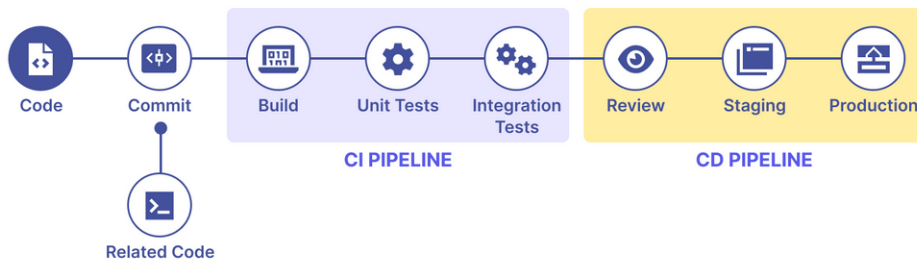 Code
Commit
Build
Unit Tests
Integration
Tests
Review
Staging
Production
CI PIPELINE
CD PIPELINE
Related Code